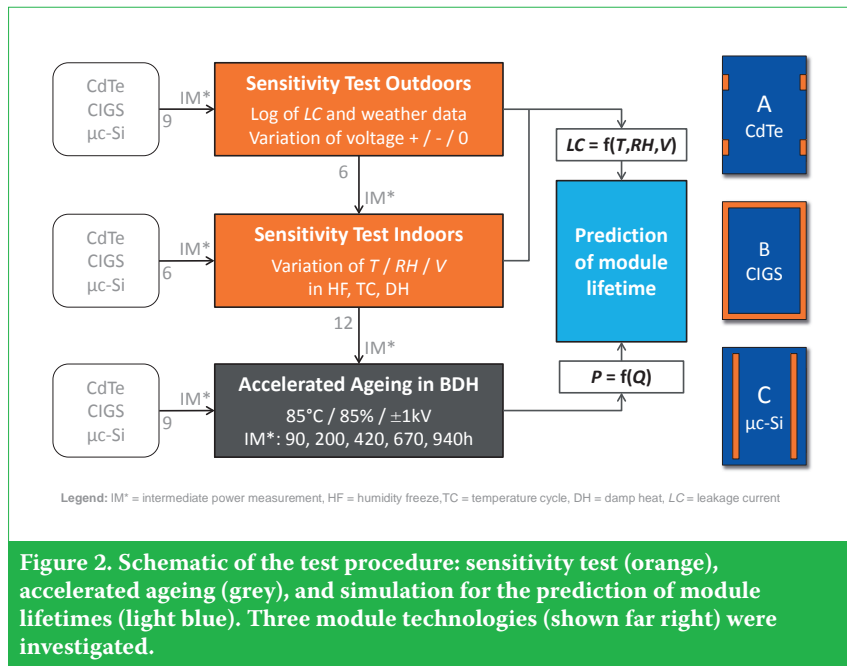 CdTe
CIGS
µc-Si
IM*
9
Sensitivity Test Outdoors
Log of LC and weather data
Variation of voltage + / - / 0
6
IM*
CdTe
CIGS
µc-Si
IM*
6
Sensitivity Test Indoors
Variation of T / RH / V
in HF, TC, DH
12
IM*
CdTe
CIGS
µc-Si
IM*
9
Accelerated Ageing in BDH
85°C / 85% / ±1kV
IM*: 90, 200, 420, 670, 940h
LC = f(T,RH,V)
Prediction
of module
lifetime
P = f(Q)
A
CdTe
B
CIGS
C
µc-Si
Legend: IM* = intermediate power measurement, HF = humidity freeze,TC = temperature cycle, DH = damp heat, LC = leakage current
Figure 2. Schematic of the test procedure: sensitivity test (orange),
accelerated ageing (grey), and simulation for the prediction of module
lifetimes (light blue). Three module technologies (shown far right) were
investigated.